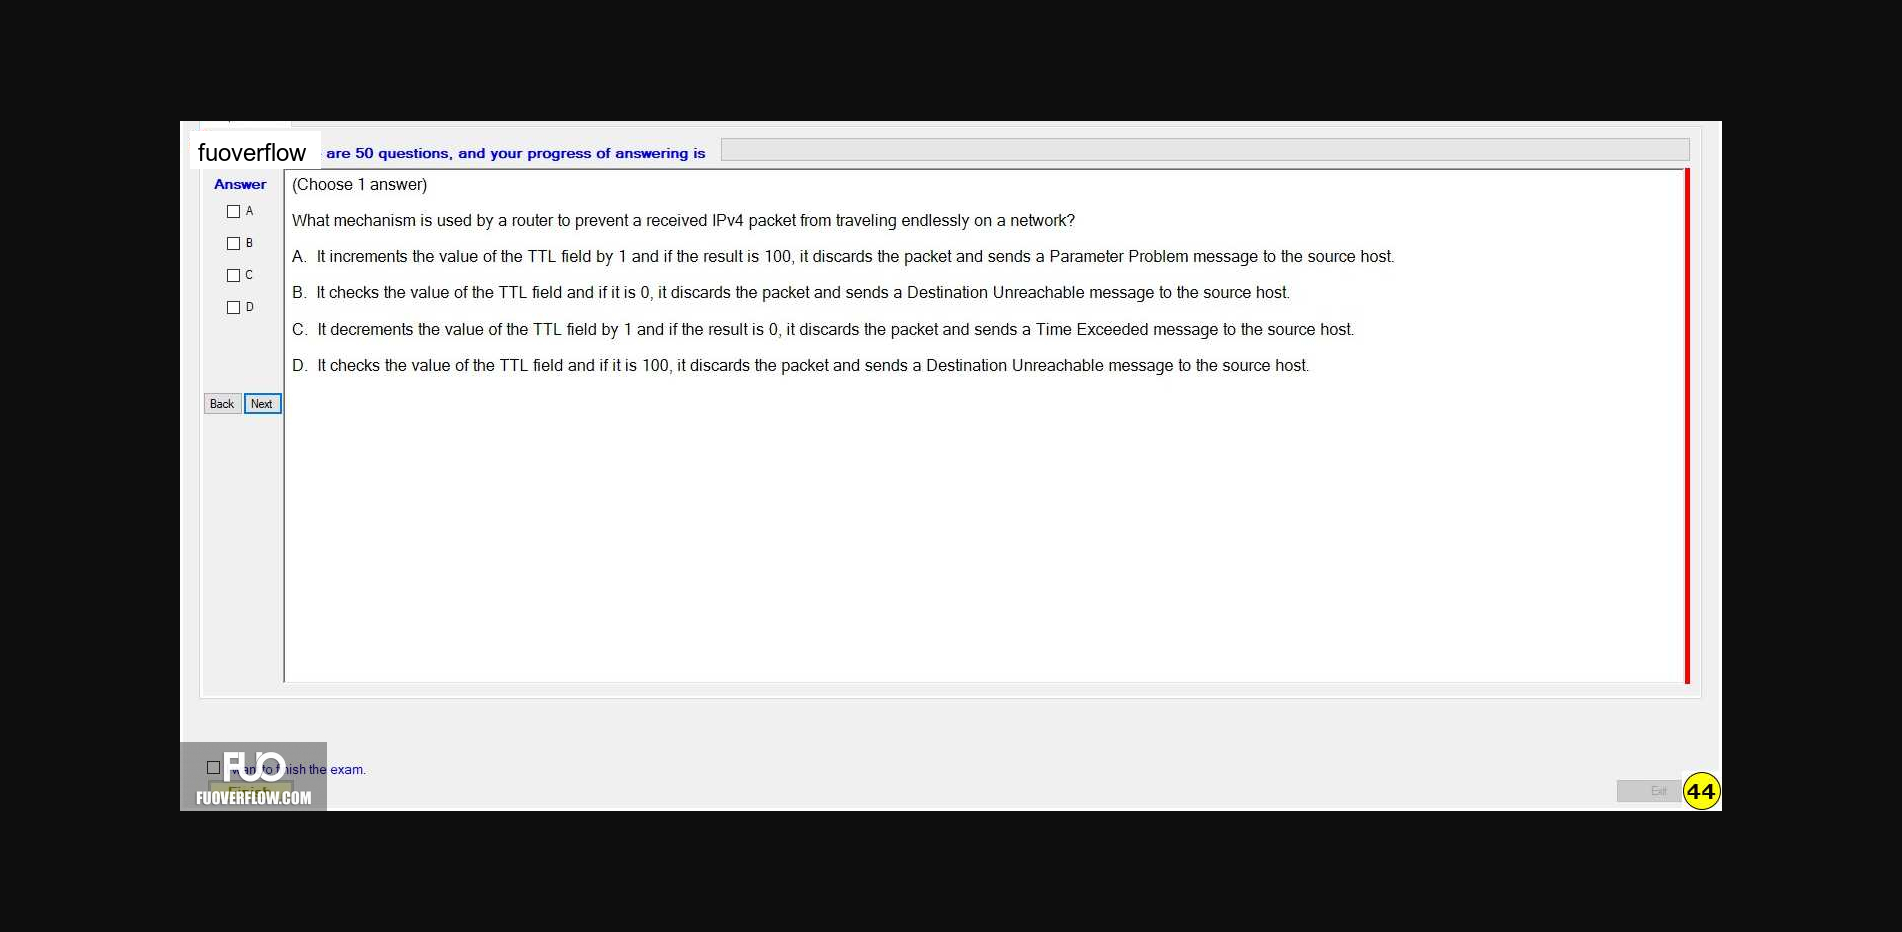 fuoverflow are 50 questions, and your progress of answering is
Answer
A
B
C
D
Back Next
(Choose 1 answer)
What mechanism is used by a router to prevent a received IPv4 packet from traveling endlessly on a network?
A. It increments the value of the TTL field by 1 and if the result is 100, it discards the packet and sends a Parameter Problem message to the source host.
B. It checks the value of the TTL field and if it is 0, it discards the packet and sends a Destination Unreachable message to the source host.
C. It decrements the value of the TTL field by 1 and if the result is 0, it discards the packet and sends a Time Exceeded message to the source host.
D. It checks the value of the TTL field and if it is 100, it discards the packet and sends a Destination Unreachable message to the source host.
FUO
want to finish the exam.
Finish
FUOVERFLOW.COM
Exit
44